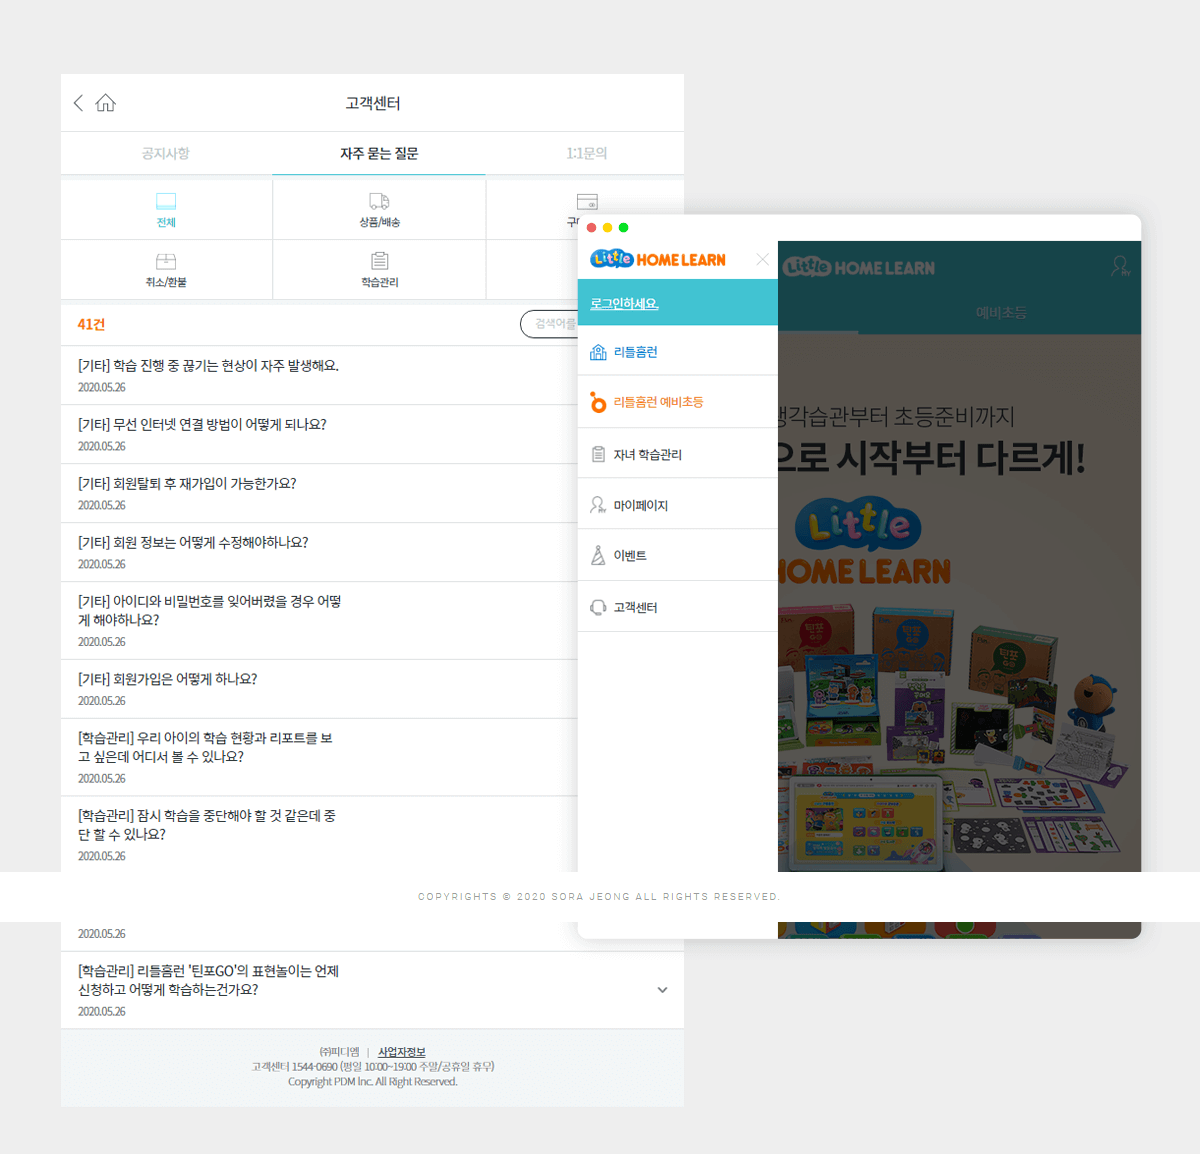 고객센터
공지사항
자주 묻는 질문
1:1문의
전체
상품/배송
취소/환불
학습관리
41건
검색어를
[기타] 학습 진행 중 끊기는 현상이 자주 발생해요.
2020.05.26
[기타] 무선 인터넷 연결 방법이 어떻게 되나요?
2020.05.26
[기타] 회원탈퇴 후 재가입이 가능한가요?
2020.05.26
[기타] 회원 정보는 어떻게 수정해야하나요?
2020.05.26
[기타] 아이디와 비밀번호를 잊어버렸을 경우 어떻
게 해야하나요?
2020.05.26
[기타] 회원가입은 어떻게 하나요?
2020.05.26
[학습관리] 우리 아이의 학습 현황과 리포트를 보
고 싶은데 어디서 볼 수 있나요?
2020.05.26
[학습관리] 잠시 학습을 중단해야 할 것 같은데 중
단 할 수 있나요?
2020.05.26
2020.05.26
[학습관리] 리틀홈런 '틴포GO'의 표현놀이는 언제
신청하고 어떻게 학습하는건가요?
2020.05.26
㈜피디엠 | 사업자정보
고객센터 1544-0690 (평일 10:00~19:00 주말/공휴일 휴무)
Copyright PDM Inc. All Right Reserved.
Little HOME LEARN
로그인하세요.
리틀홈런
리틀홈런 예비초등
자녀 학습관리
마이페이지
이벤트
고객센터
Little HOME LEARN
MY
예비초등
생각습관부터 초등준비까지
으로 시작부터 다르게!
Little
HOME LEARN
틴포
GO
틴포
GO
틴포
GO
COPYRIGHTS © 2020 SORA JEONG ALL RIGHTS RESERVED.